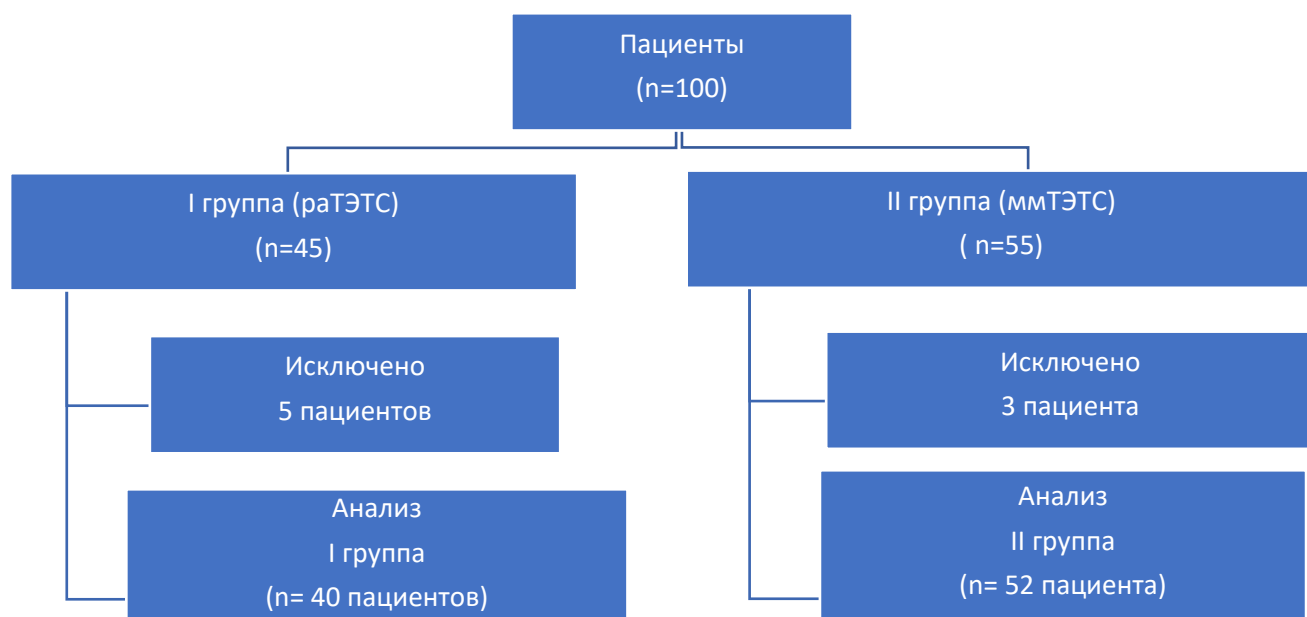 Пациенты
(n=100)
I группа (раТЭТС)
(n=45)
II группа (ммТЭТС)
( n=55)
Исключено
5 пациентов
Исключено
3 пациента
Анализ
I группа
(n= 40 пациентов)
Анализ
II группа
(n= 52 пациента)